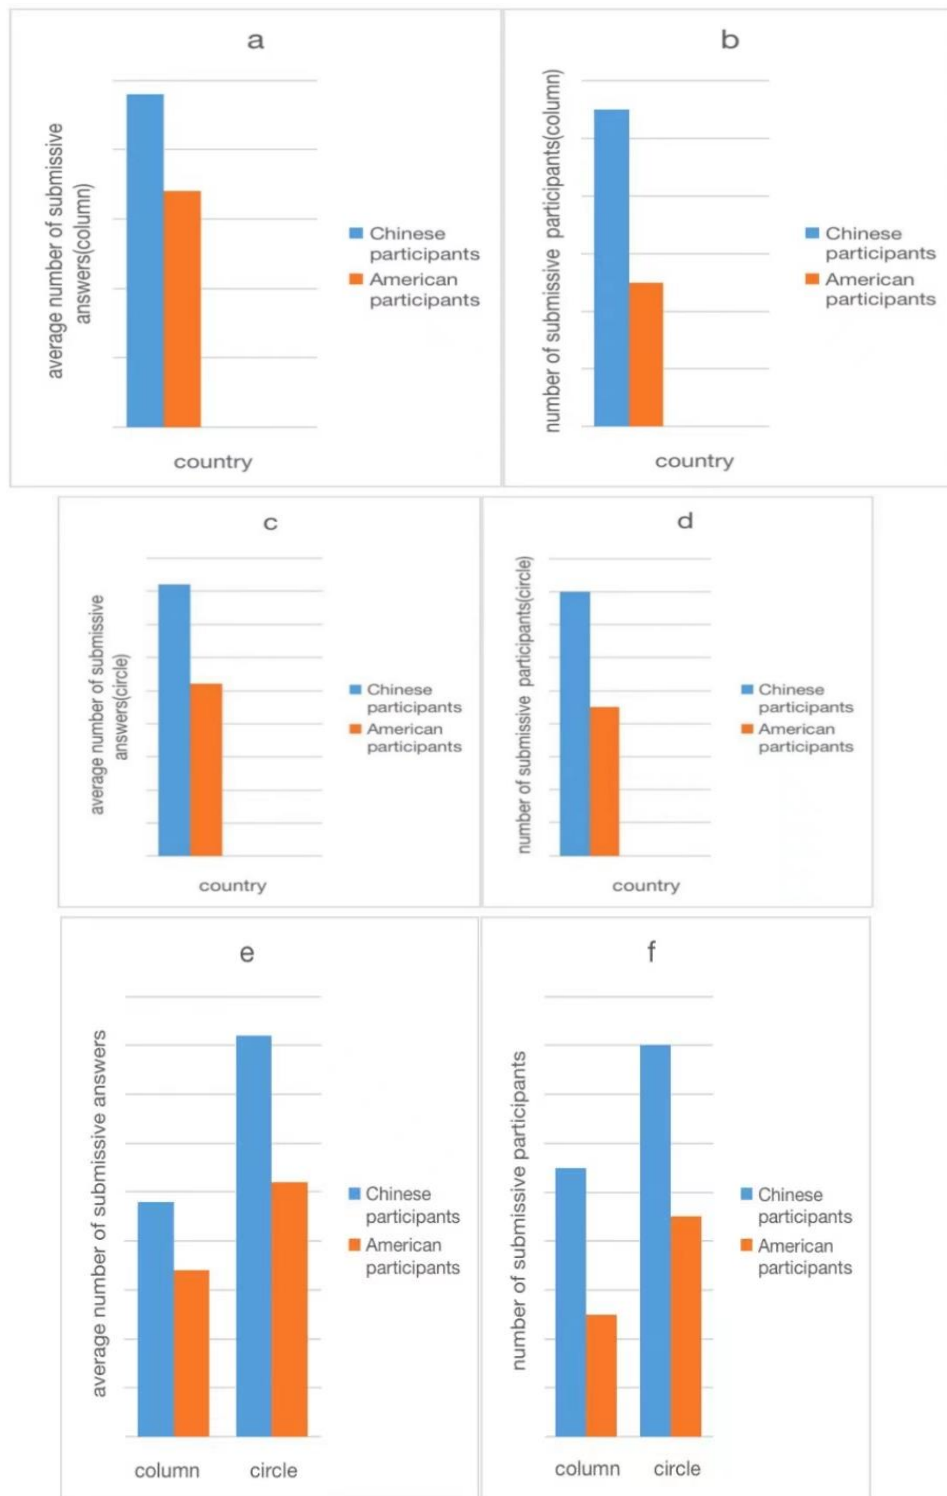 a
average number of submissive
answers(column)
Chinese
participants
American
participants
country
b
number of submissive participants(column)
Chinese
participants
American
participants
country
c
average number of submissive
answers(circle)
Chinese
participants
American
participants
country
d
number of submissive participants(circle)
Chinese
participants
American
participants
country
e
average number of submissive answers
Chinese
participants
American
participants
column circle
f
number of submissive participants
Chinese
participants
American
participants
column circle